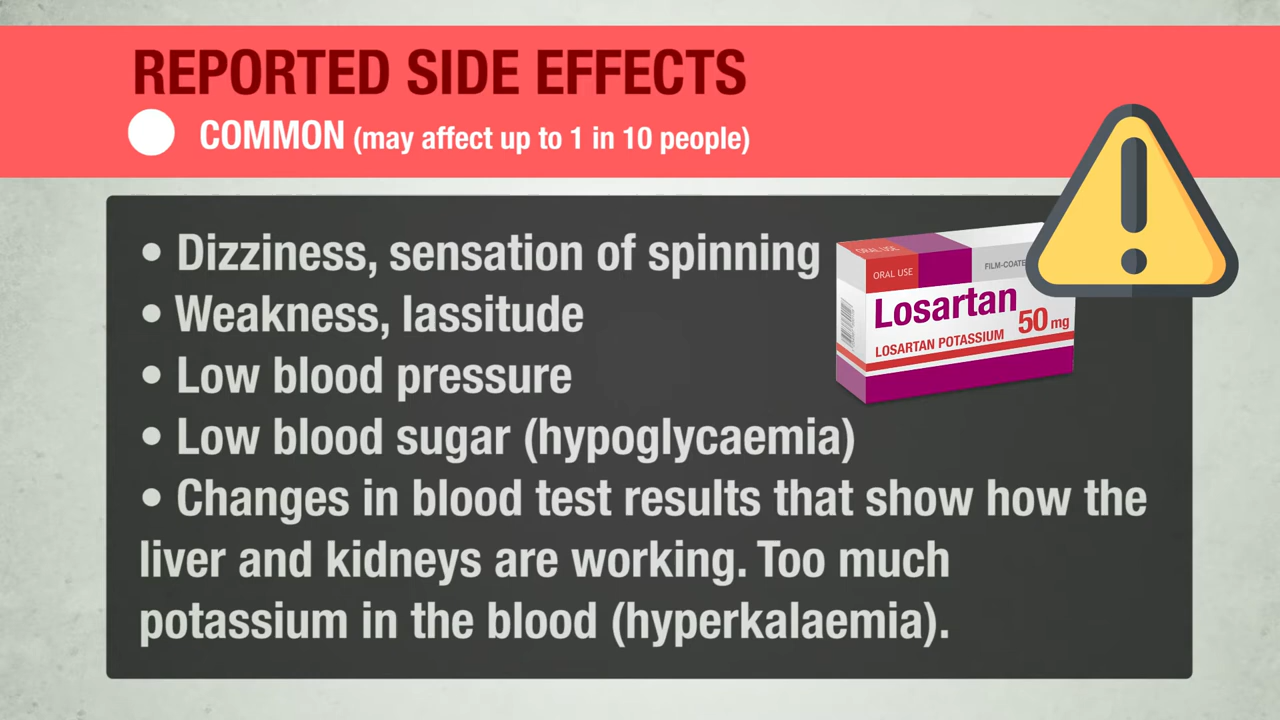 REPORTED SIDE EFFECTS
COMMON (may affect up to 1 in 10 people)
• Dizziness, sensation of spinning
• Weakness, lassitude
• Low blood pressure
• Low blood sugar (hypoglycaemia)
• Changes in blood test results that show how the
liver and kidneys are working. Too much
potassium in the blood (hyperkalaemia).
ORAL USE
ORAL USE
Losartan
50 mg
LOSARTAN POTASSIUM